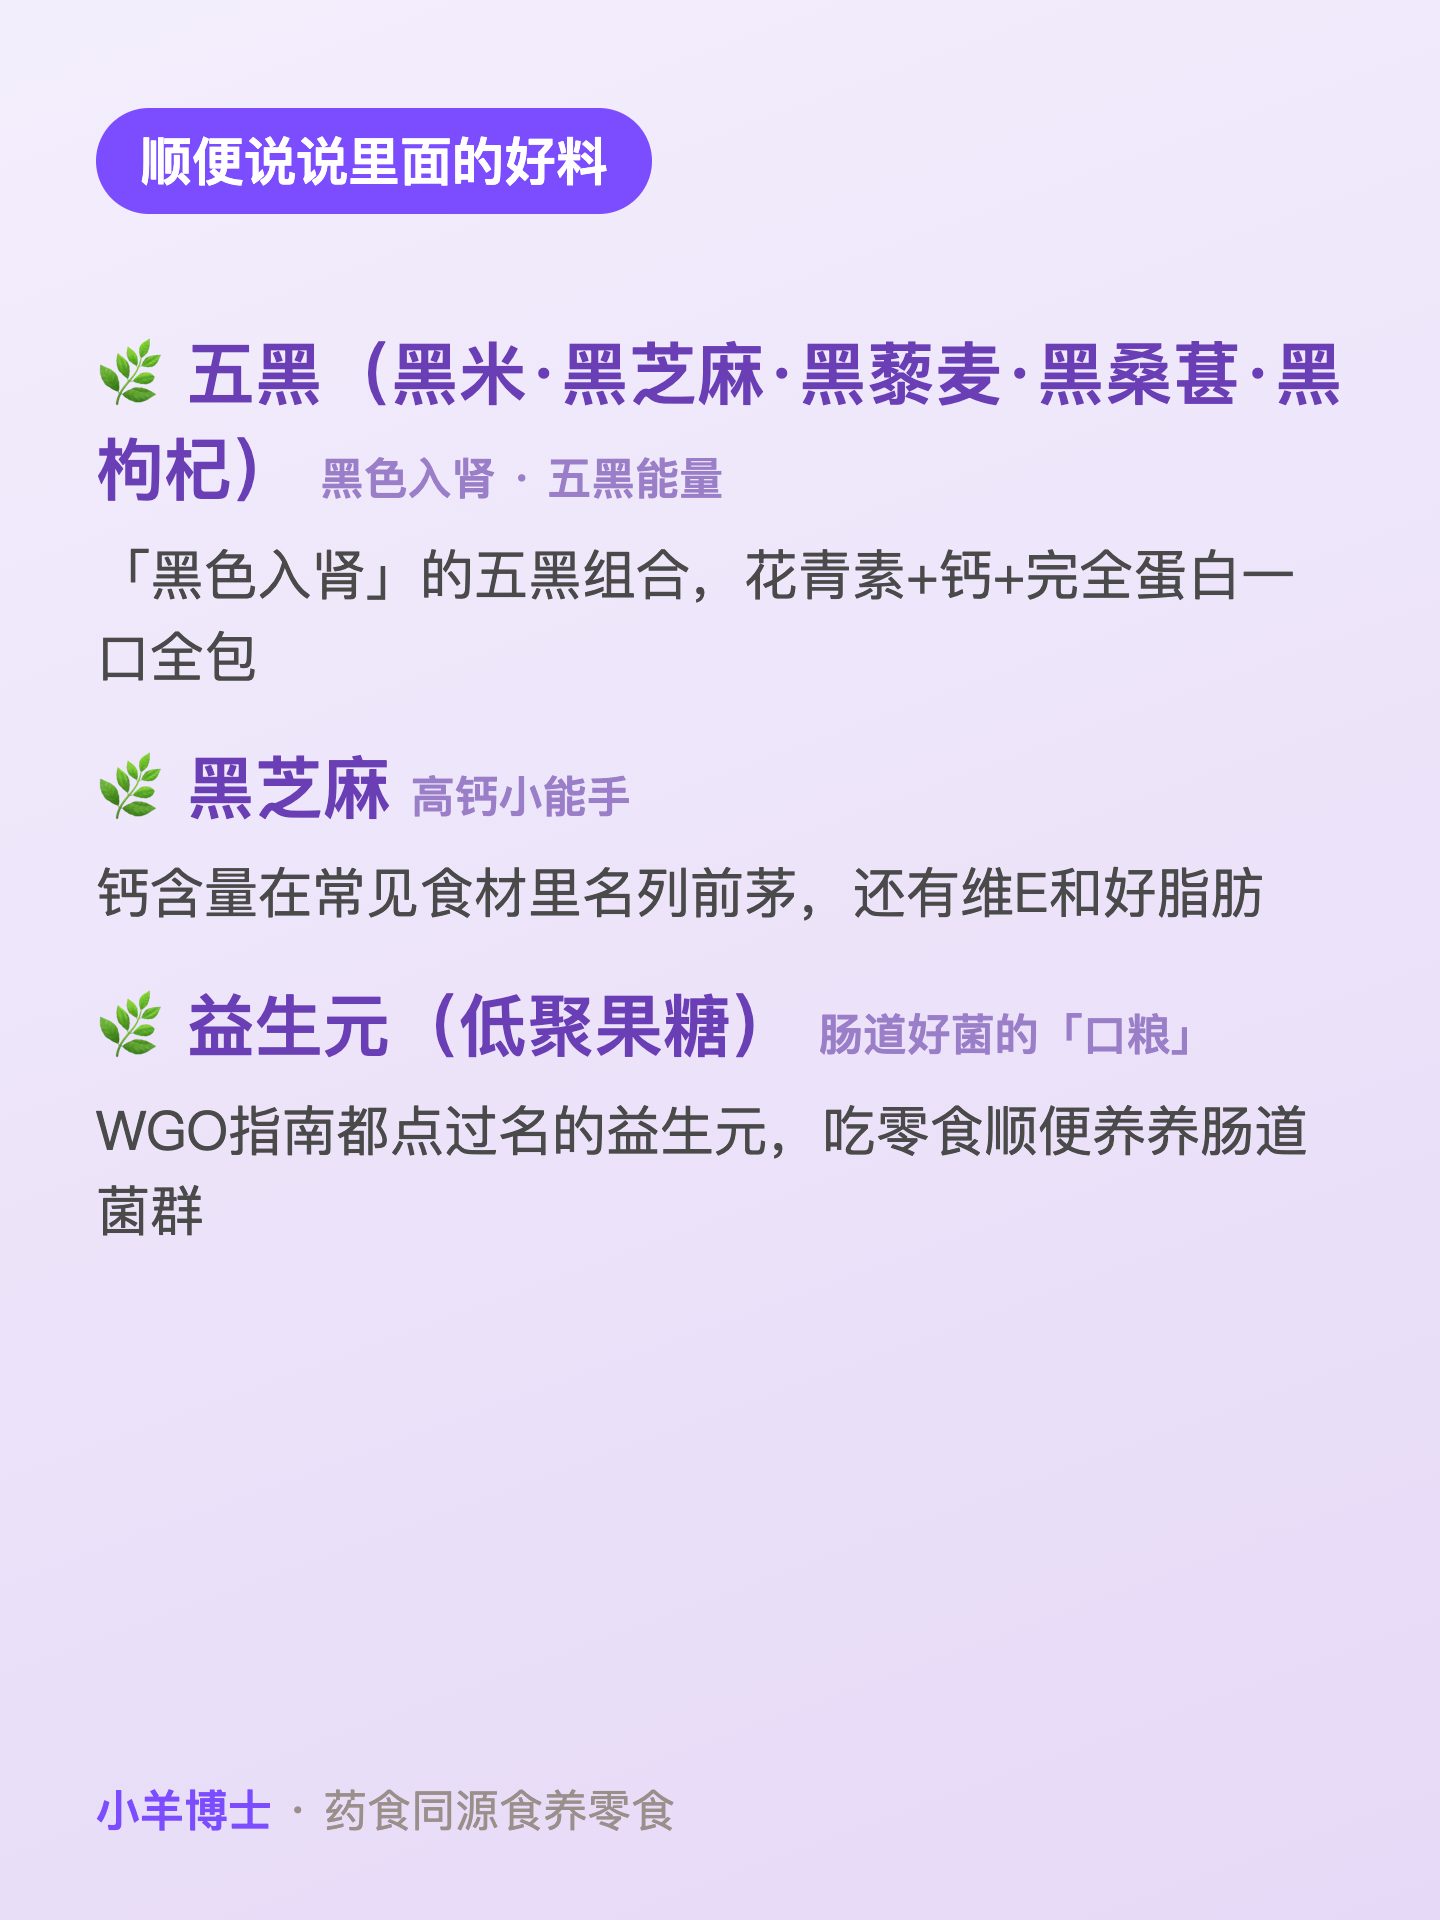 顺便说说里面的好料
🌿 五黑（黑米·黑芝麻·黑藜麦·黑桑葚·黑
枸杞） 黑色入肾 · 五黑能量
「黑色入肾」的五黑组合，花青素+钙+完全蛋白一
口全包
🌿 黑芝麻 高钙小能手
钙含量在常见食材里名列前茅，还有维E和好脂肪
🌿 益生元（低聚果糖） 肠道好菌的「口粮」
WGO指南都点过名的益生元，吃零食顺便养养肠道
菌群
小羊博士 · 药食同源食养零食